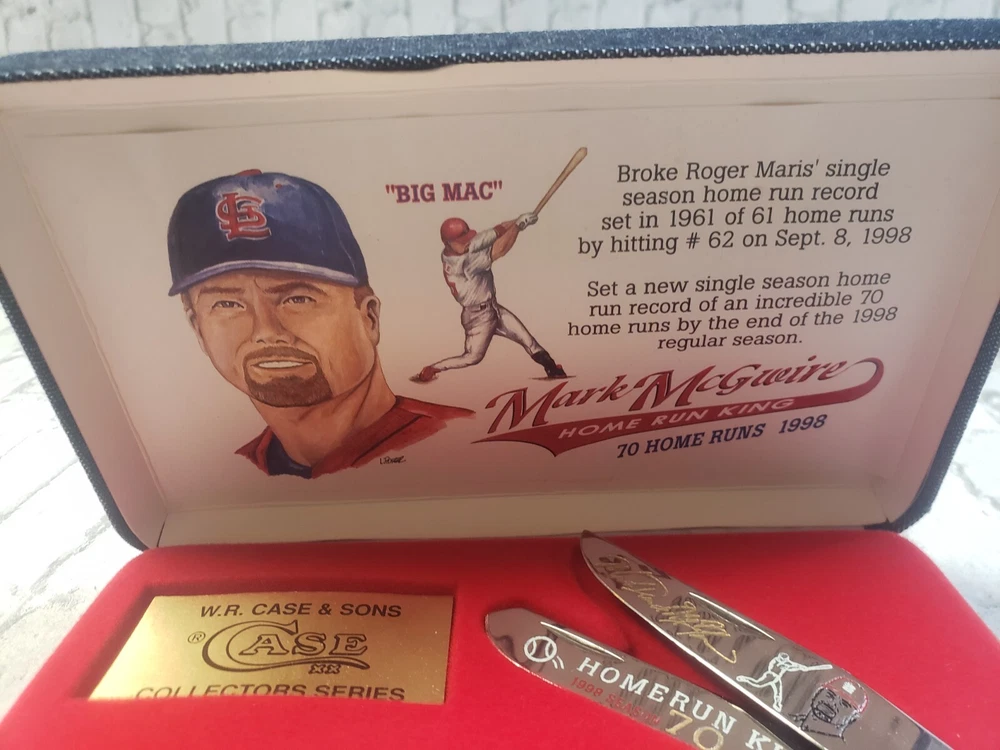 "BIG MAC"
Broke Roger Maris' single
season home run record
set in 1961 of 61 home runs
by hitting # 62 on Sept. 8, 1998
Set a new single season home
run record of an incredible 70
home runs by the end of the 1998
regular season.
Mark McGwire
HOME RUN KING
70 HOME RUNS 1998
STL
W.R. CASE & SONS
® CASE
XX
COLLECTORS SERIES
HOMERUN
1998 SEASON
70